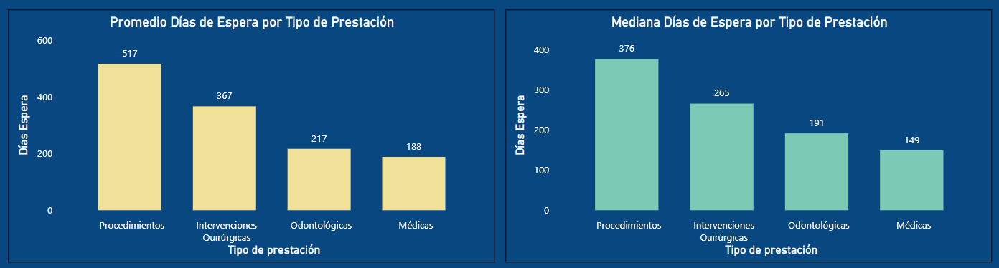 Promedio Días de Espera por Tipo de Prestación
600
400
200
0
Días Espera
517
367
217
188
Procedimientos
Intervenciones
Quirúrgicas
Odontológicas
Médicas
Tipo de prestación
Mediana Días de Espera por Tipo de Prestación
400
300
200
100
0
Días Espera
376
265
191
149
Procedimientos
Intervenciones
Quirúrgicas
Odontológicas
Médicas
Tipo de prestación